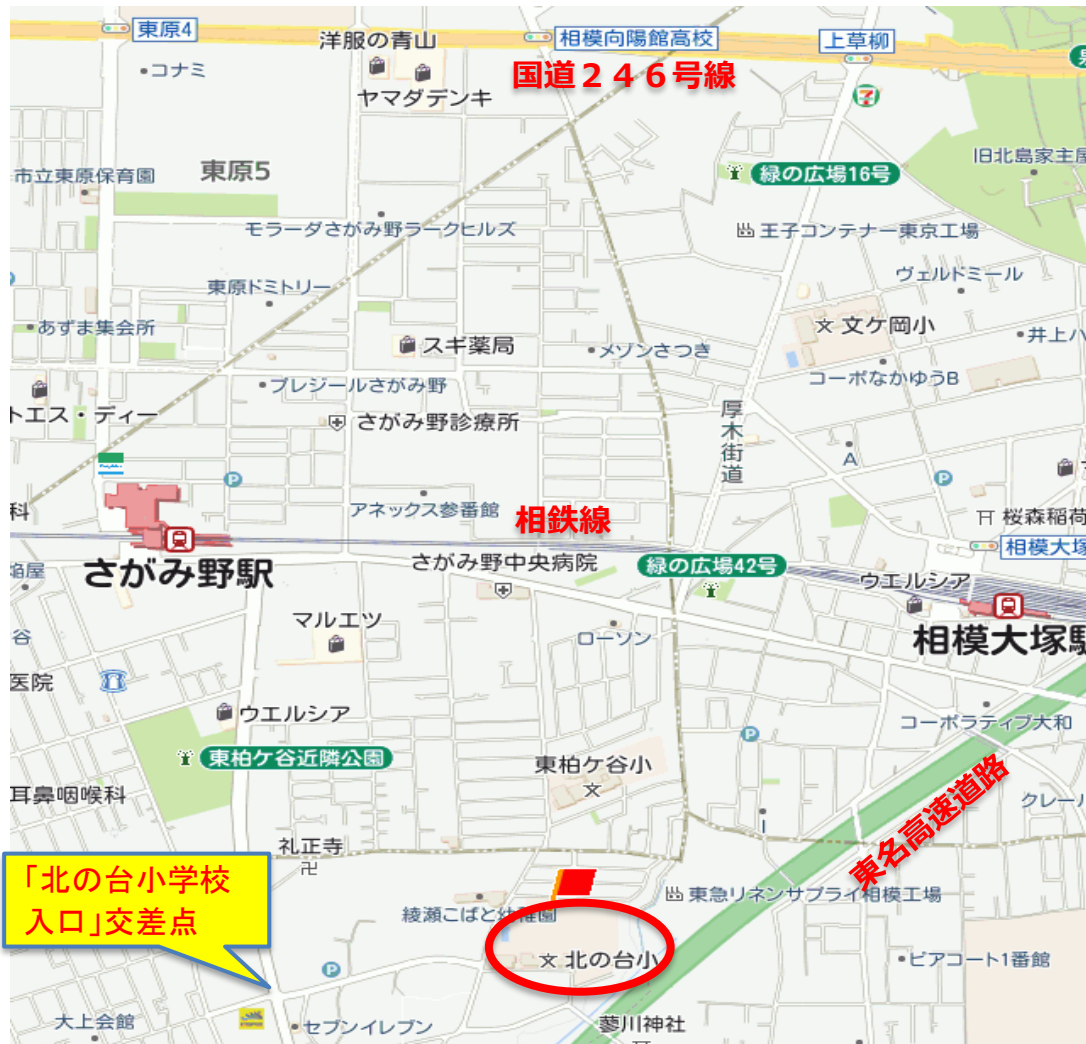 東原4
洋服の青山
相模向陽館高校
上草柳
コナミ
ヤマダデンキ
国道246号線
7
市立東原保育園
東原5
緑の広場16号
旧北島家主屋
モラーダさがみ野ラークヒルズ
王子コンテナー東京工場
東原ドミトリー
ヴェルドミール
あずま集会所
スギ薬局
メゾンさつき
文 文ケ岡小
井上ハ
プレジールさがみ野
コーポなかゆうB
トエス・ディー
さがみ野診療所
厚木街道
A
P
P
科
アネックス参番館
相鉄線
桜森稲荷
相模大塚
さがみ野駅
さがみ野中央病院
緑の広場42号
ウエルシア
マルエツ
ローソン
相模大塚駅
谷
医院
ウエルシア
コーポラティブ大和
P
東柏ケ谷近隣公園
東柏ケ谷小
文
耳鼻咽喉科
I
クレール
東名高速道路
礼正寺
卍
「北の台小学校
入口」交差点
綾瀬こばと幼稚園
東急リネンサプライ相模工場
文 北の台小
ビアコート1番館
P
大上会館
セブンイレブン
蓼川神社